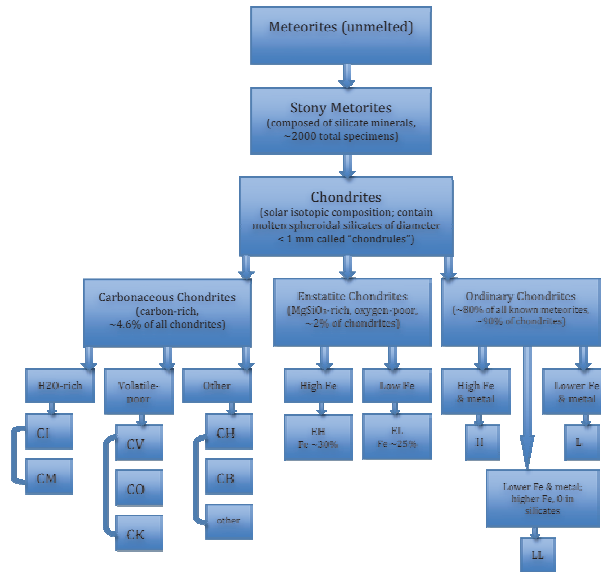 Meteorites (unmelted)
Stony Metorites
(composed of silicate minerals,
~2000 total specimens)
Chondrites
(solar isotopic composition; contain
molten spheroidal silicates of diameter
< 1 mm called "chondrules")
Carbonaceous Chondrites
(carbon-rich,
~4.6% of all chondrites)
Enstatite Chondrites
(MgSiO₃-rich, oxygen-poor,
~2% of chondrites)
Ordinary Chondrites
(~80% of all known meteorites,
~90% of chondrites)
H2O-rich
Volatile-
poor
Other
High Fe
Low Fe
High Fe
& metal
Lower Fe
& metal
CI
CM
CV
CO
CK
CH
CB
other
EH
Fe ~30%
EL
Fe ~25%
H
L
Lower Fe & metal;
higher Fe, O in
silicates
LL